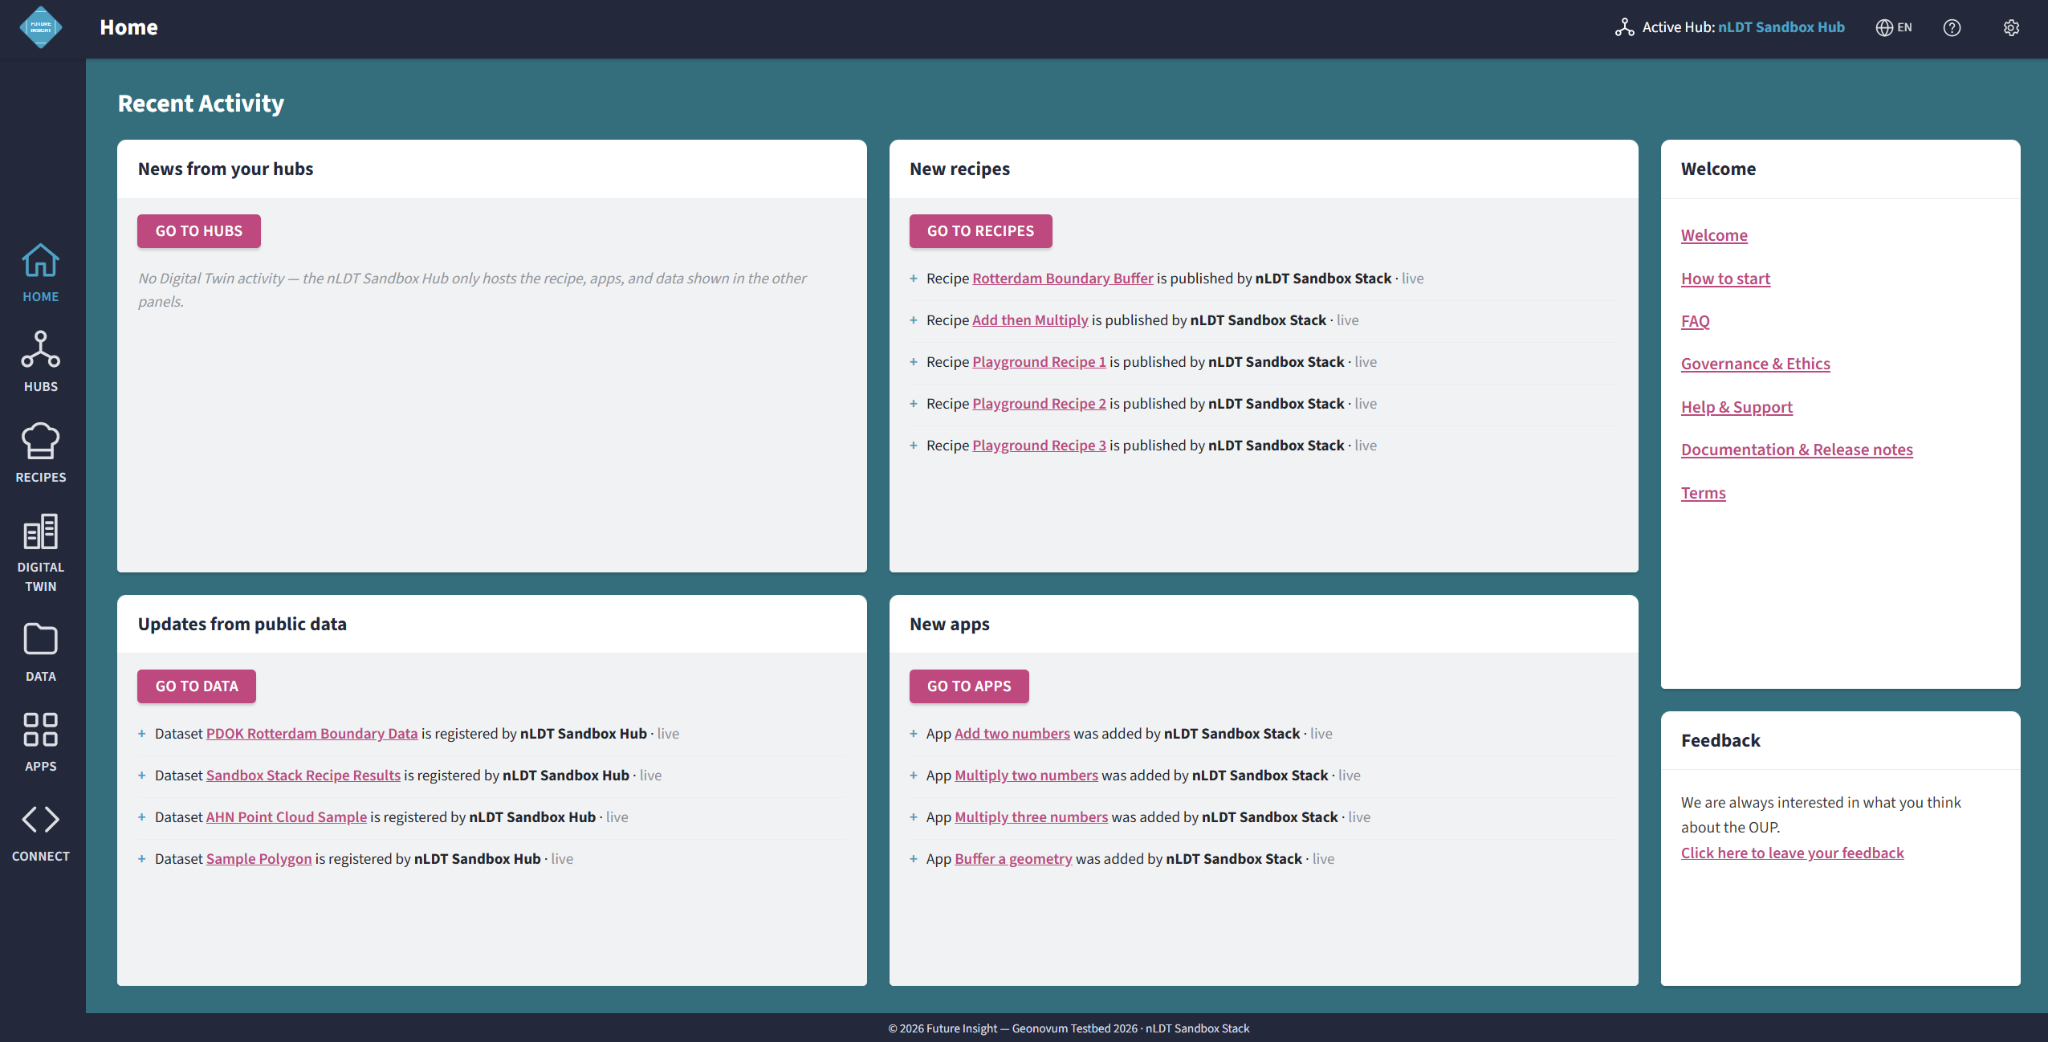 FUTURE
INSIGHT
Home
Active Hub: nLDT Sandbox Hub
EN
HOME
HUBS
RECIPES
DIGITAL
TWIN
DATA
APPS
CONNECT
Recent Activity
News from your hubs
GO TO HUBS
No Digital Twin activity — the nLDT Sandbox Hub only hosts the recipe, apps, and data shown in the other
panels.
New recipes
GO TO RECIPES
+ Recipe Rotterdam Boundary Buffer is published by nLDT Sandbox Stack · live
+ Recipe Add then Multiply is published by nLDT Sandbox Stack · live
+ Recipe Playground Recipe 1 is published by nLDT Sandbox Stack · live
+ Recipe Playground Recipe 2 is published by nLDT Sandbox Stack · live
+ Recipe Playground Recipe 3 is published by nLDT Sandbox Stack · live
Welcome
Welcome
How to start
FAQ
Governance & Ethics
Help & Support
Documentation & Release notes
Terms
Updates from public data
GO TO DATA
+ Dataset PDOK Rotterdam Boundary Data is registered by nLDT Sandbox Hub · live
+ Dataset Sandbox Stack Recipe Results is registered by nLDT Sandbox Hub · live
+ Dataset AHN Point Cloud Sample is registered by nLDT Sandbox Hub · live
+ Dataset Sample Polygon is registered by nLDT Sandbox Hub · live
New apps
GO TO APPS
+ App Add two numbers was added by nLDT Sandbox Stack · live
+ App Multiply two numbers was added by nLDT Sandbox Stack · live
+ App Multiply three numbers was added by nLDT Sandbox Stack · live
+ App Buffer a geometry was added by nLDT Sandbox Stack · live
Feedback
We are always interested in what you think
about the OUP.
Click here to leave your feedback
© 2026 Future Insight — Geonovum Testbed 2026 · nLDT Sandbox Stack